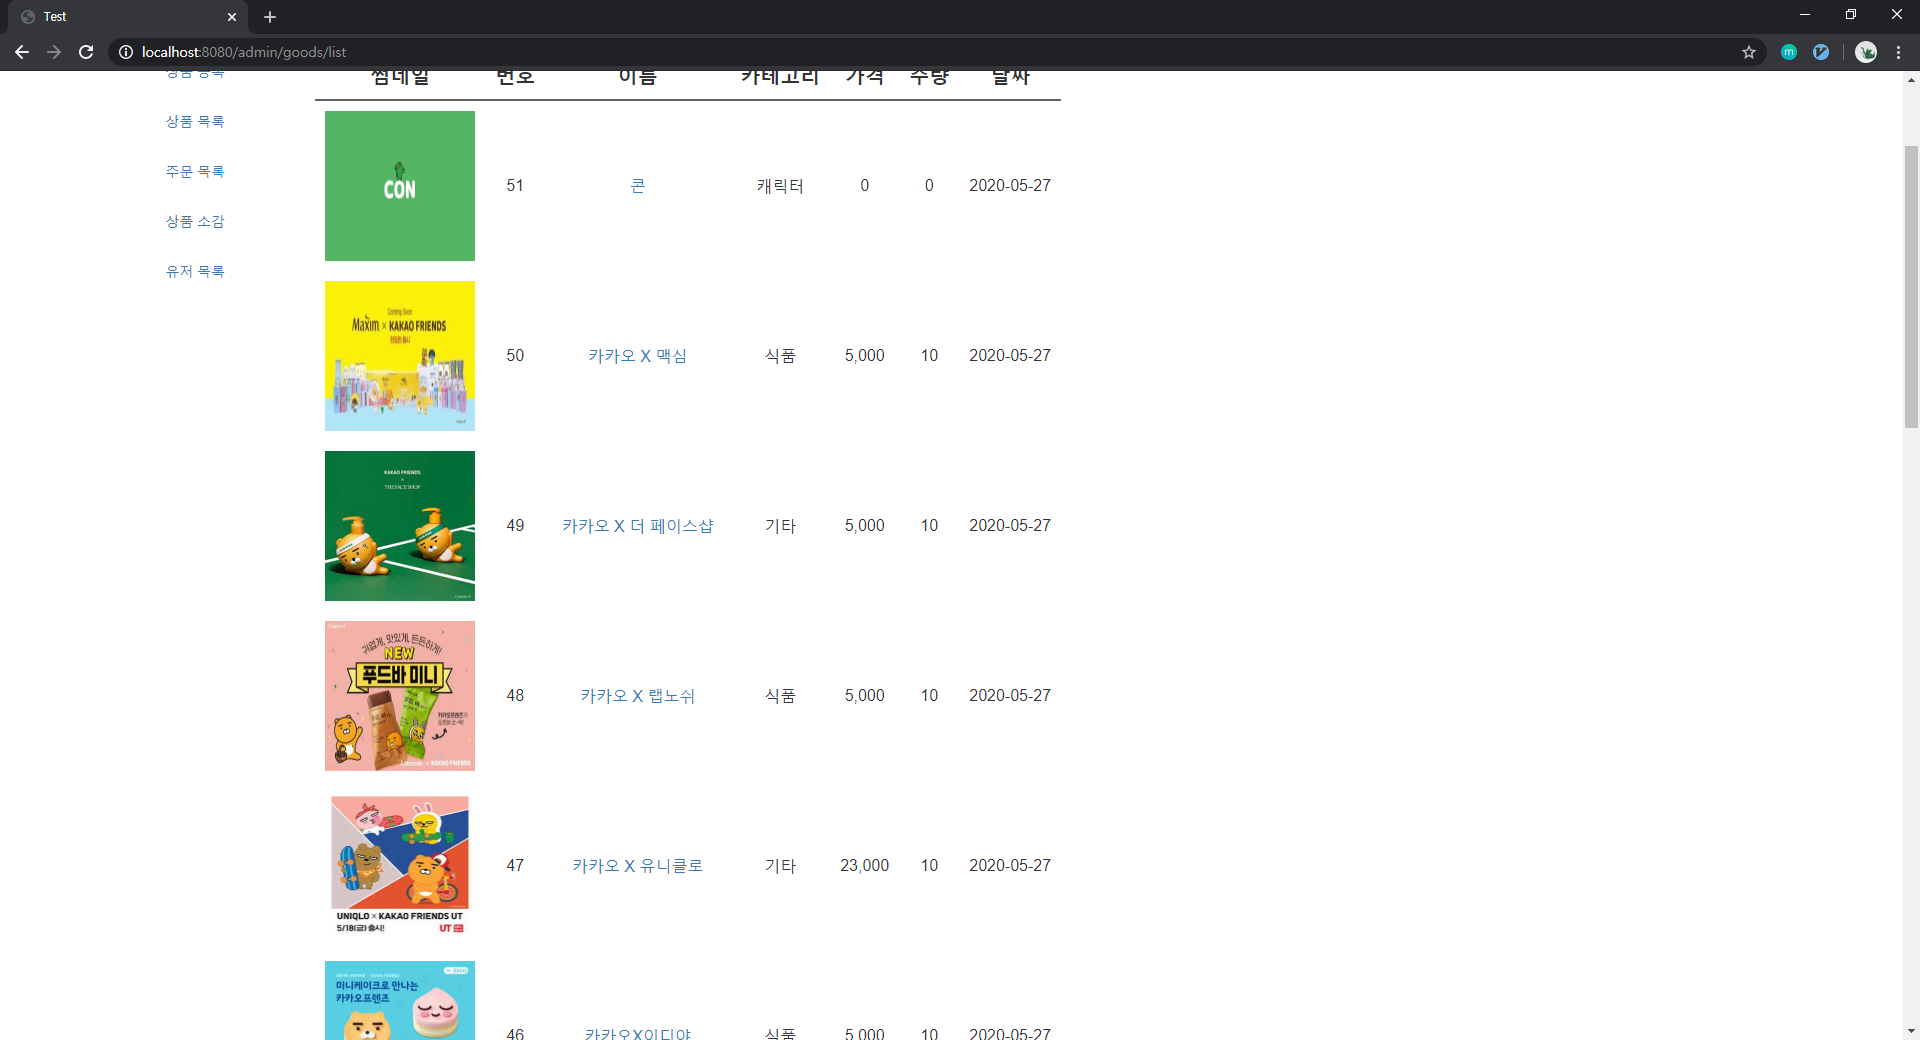 Test
localhost:8080/admin/goods/list
상품 등록
상품 목록
주문 목록
상품 소감
유저 목록
썸네일 번호 이름 카테고리 가격 수량 날짜
CON
51 콘 캐릭터 0 0 2020-05-27
Coming Soon
Maxim × KAKAO FRIENDS
50 카카오 X 맥심 식품 5,000 10 2020-05-27
KAKAO FRIENDS
×
THE FACE SHOP
49 카카오 X 더 페이스샵 기타 5,000 10 2020-05-27
귀엽게, 맛있게, 든든하게!
NEW
푸드바 미니
48 카카오 X 랩노쉬 식품 5,000 10 2020-05-27
× KAKAO FRIENDS
47 카카오 X 유니클로 기타 23,000 10 2020-05-27
UNIQLO × KAKAO FRIENDS UT
5/18(금) 출시!
UT
미니케이크로 만나는
카카오프렌즈
46 카카오X이디야 식품 5,000 10 2020-05-27